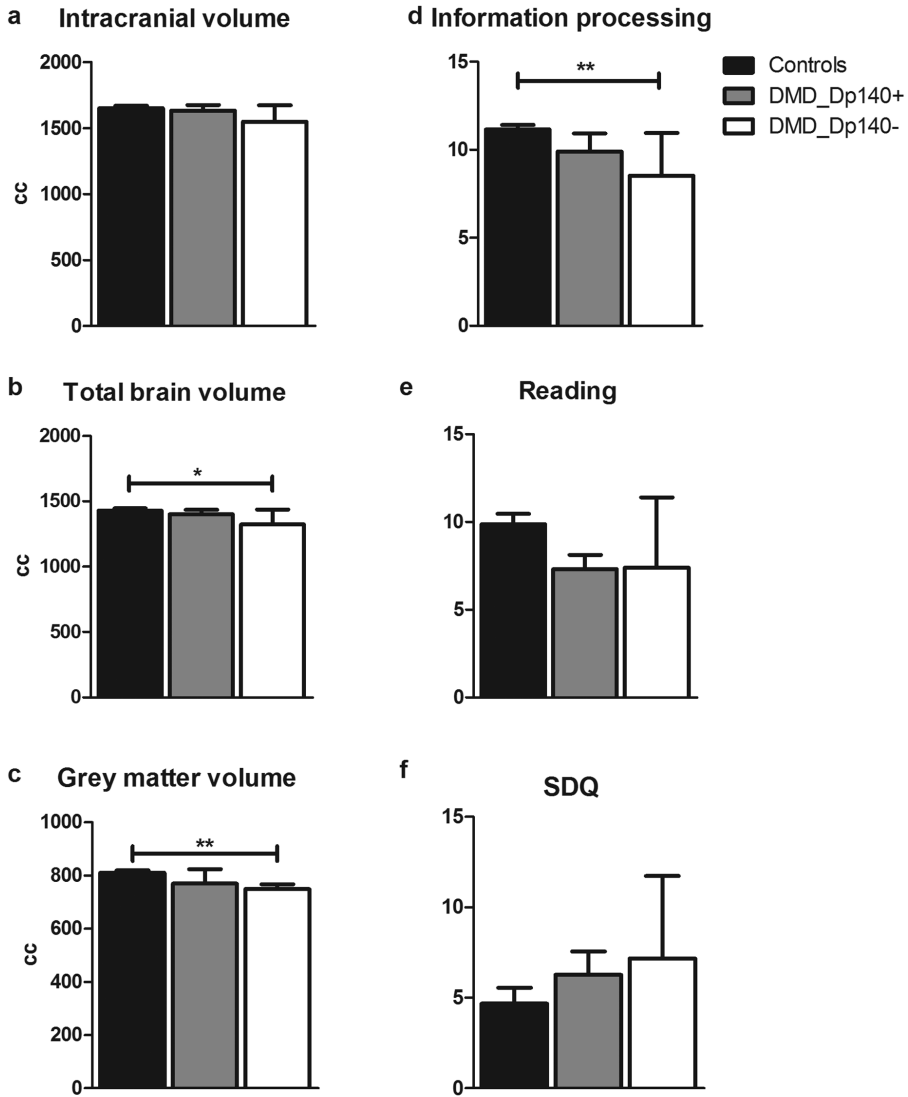 a Intracranial volume
2000
1500
1000
500
0
cc
d Information processing
15
10
5
0
**
Controls
DMD_Dp140+
DMD_Dp140-
b Total brain volume
2000
1500
1000
500
0
cc
*
e Reading
15
10
5
0
c Grey matter volume
1000
800
600
400
200
0
cc
**
f SDQ
15
10
5
0